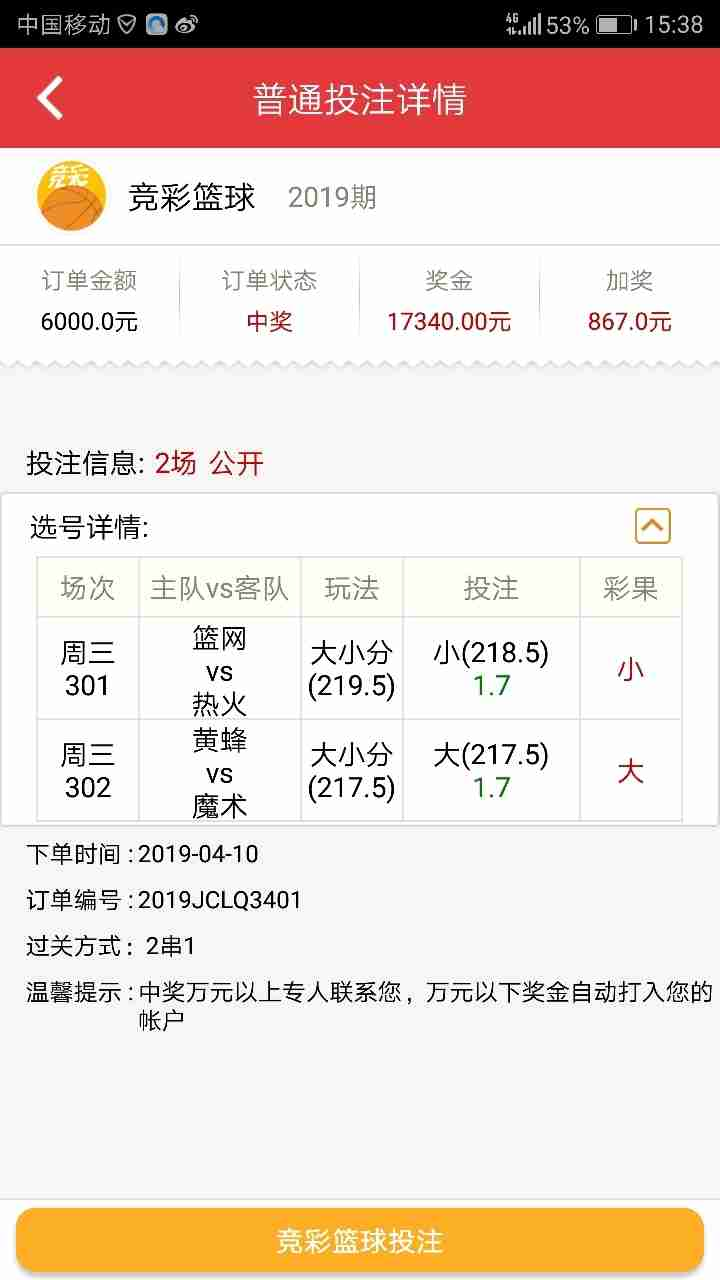 中国移动 4G 53% 15:38
普通投注详情
竞彩
竞彩篮球 2019期
订单金额 订单状态 奖金 加奖
6000.0元 中奖 17340.00元 867.0元
投注信息: 2场 公开
选号详情:
场次 主队vs客队 玩法 投注 彩果
周三 301 篮网 vs 热火 大小分 (219.5) 小(218.5) 1.7 小
周三 302 黄蜂 vs 魔术 大小分 (217.5) 大(217.5) 1.7 大
下单时间 : 2019-04-10
订单编号 : 2019JCLQ3401
过关方式 : 2串1
温馨提示 : 中奖万元以上专人联系您，万元以下奖金自动打入您的
帐户
竞彩篮球投注